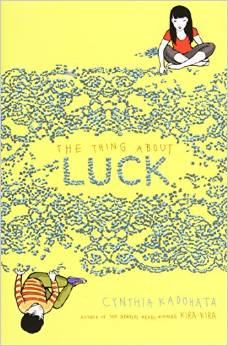 THE THING ABOUT
LUCK
CYNTHIA KADOHATA
AUTHOR OF THE NEWBERY MEDAL-WINNING KIRA-KIRA